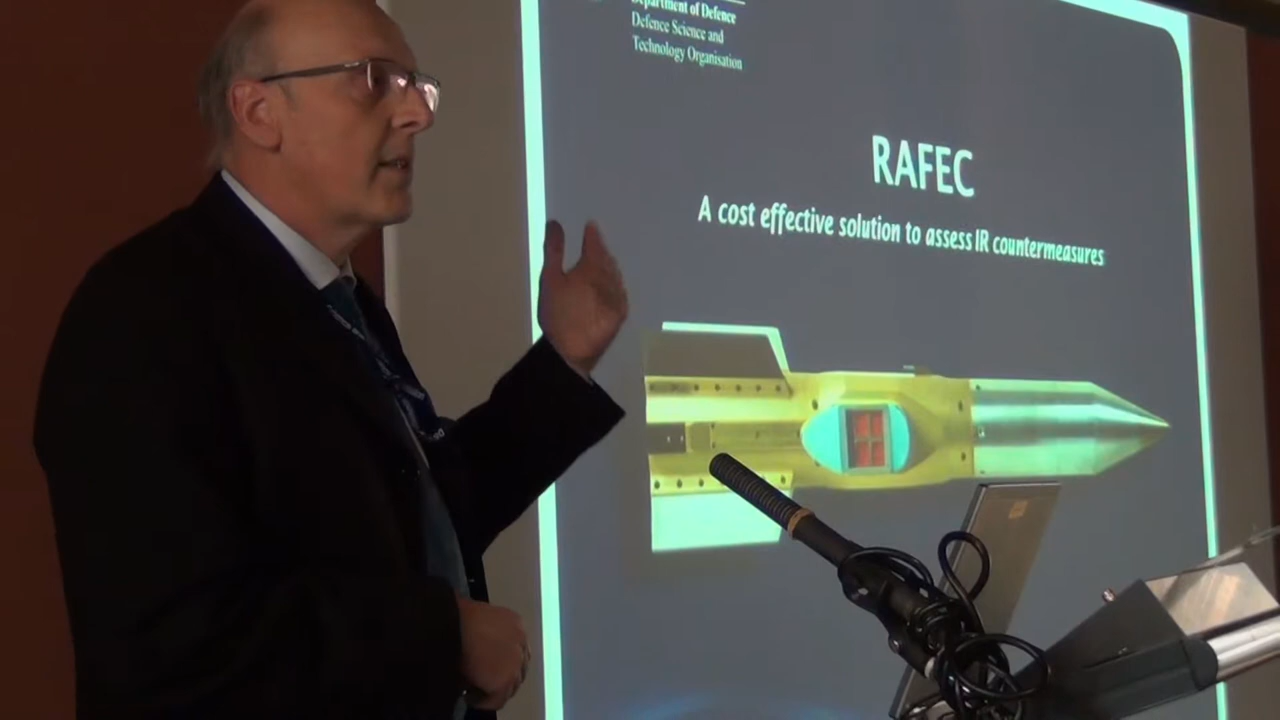 Department of Defence
Defence Science and
Technology Organisation
RAFEC
A cost effective solution to assess IR countermeasures